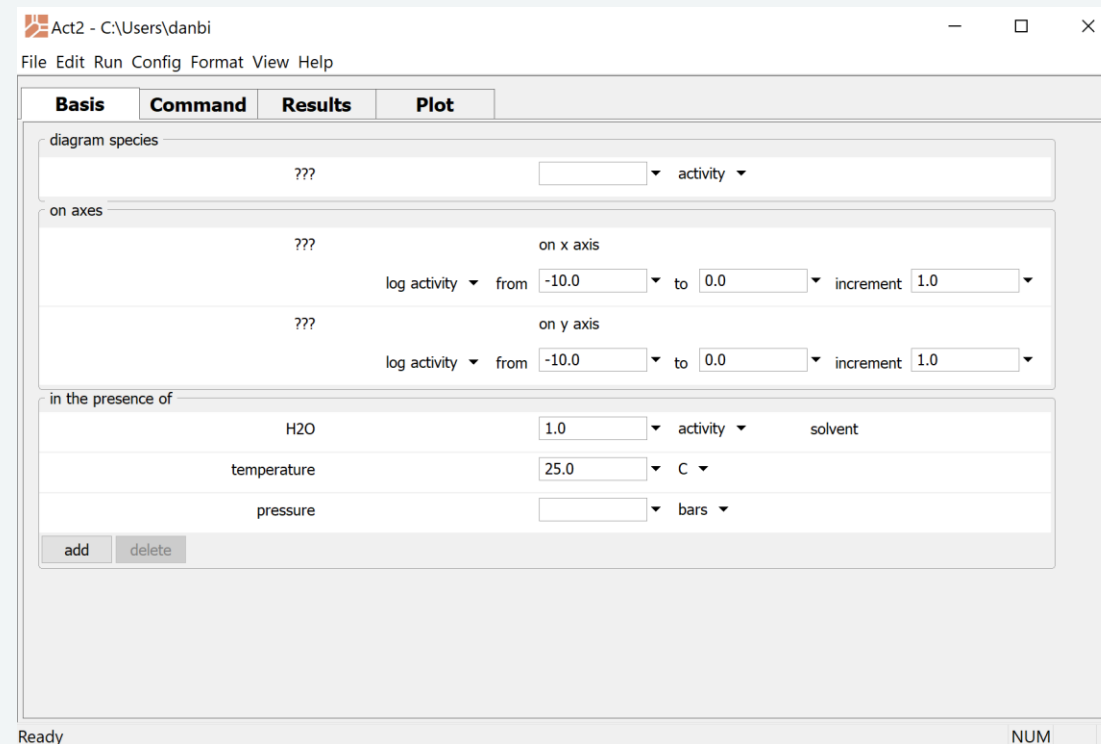 Act2 - C:\Users\danbi
File Edit Run Config Format View Help
Basis Command Results Plot
diagram species
??? activity
on axes
??? on x axis
log activity from -10.0 to 0.0 increment 1.0
??? on y axis
log activity from -10.0 to 0.0 increment 1.0
in the presence of
H2O 1.0 activity solvent
temperature 25.0 C
pressure bars
add delete
Ready NUM